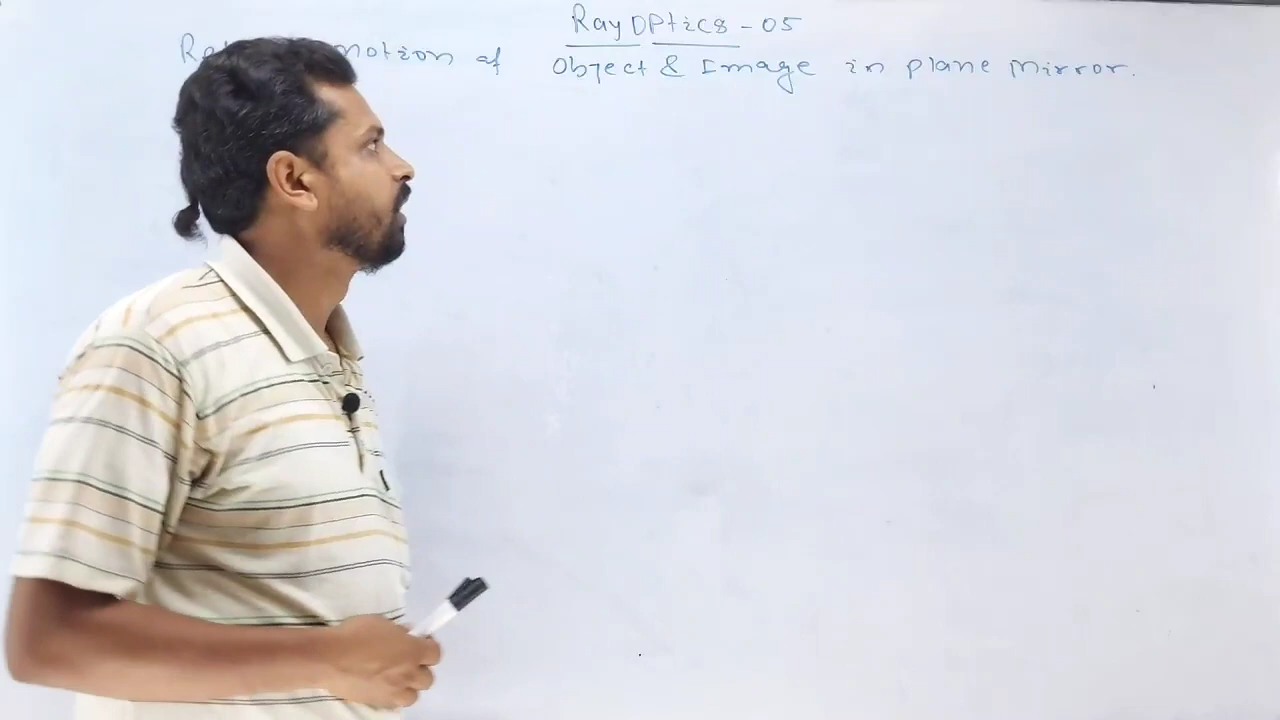 Ray Optics - 05
motion of Object & Image in plane Mirror.